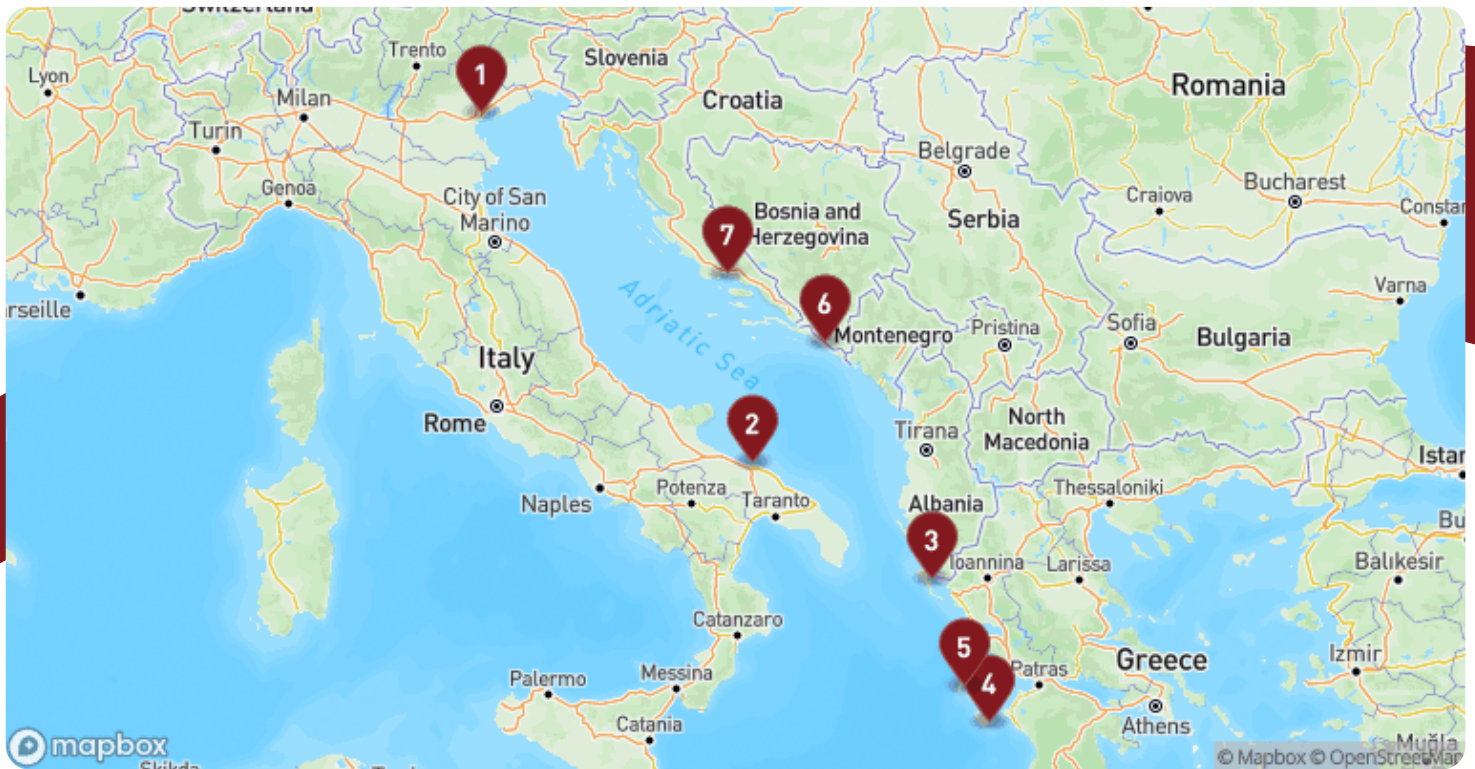 Switzerland
Trento
Slovenia
Lyon
Milan
Croatia
Romania
Turin
Belgrade
Genoa
City of San
Marino
Craiova
Bucharest
Constan
Bosnia and
Herzegovina
Serbia
arseille
Adriatic Sea
Varna
Montenegro
Pristina
Sofia
Bulgaria
Italy
Rome
North
Macedonia
Tirana
Istan
Naples
Potenza
Taranto
Albania
Thessaloniki
Bu
Ioannina
Larissa
Balıkesir
Catanzaro
Greece
Izmir
Palermo
Messina
Patras
Catania
Athens
Muğla
Skikda
1
2
3
4
5
6
7
mapbox
© Mapbox © OpenStreetMap